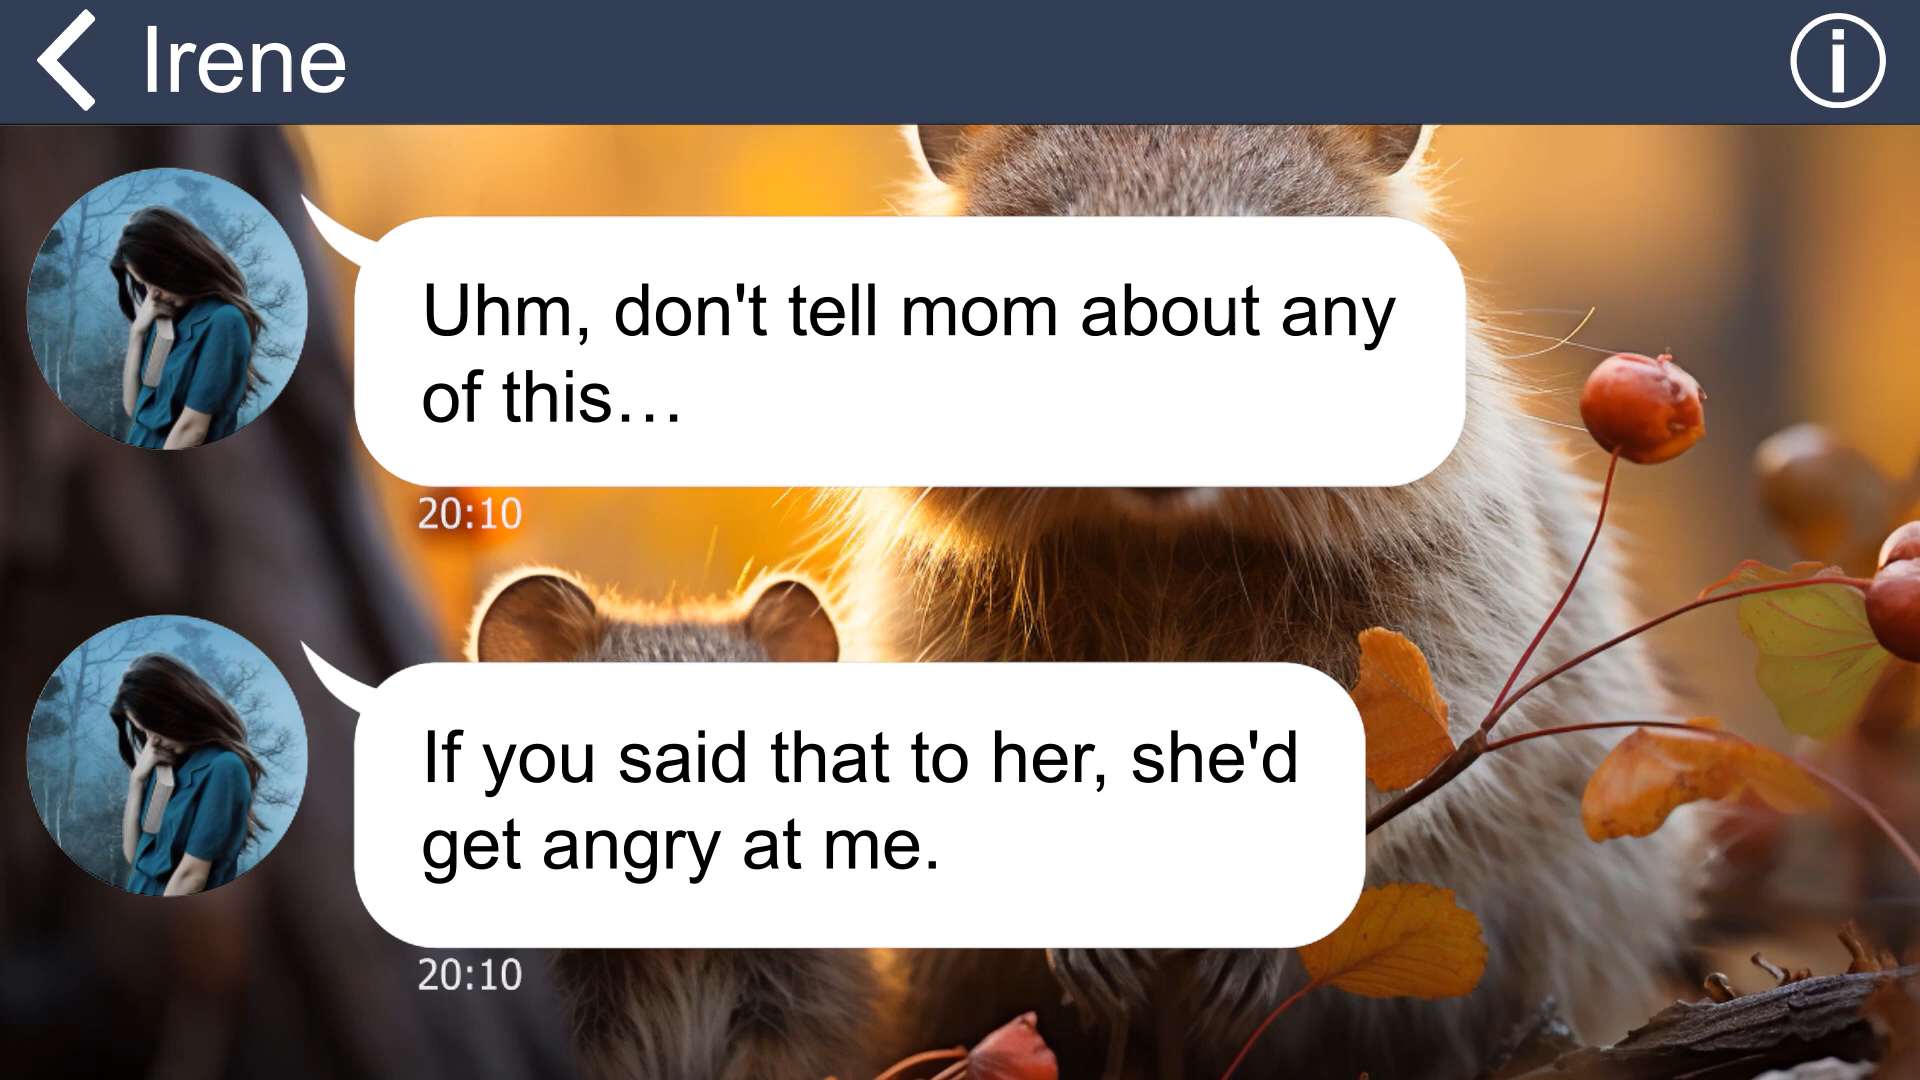 Irene
Uhm, don't tell mom about any
of this…
20:10
If you said that to her, she'd
get angry at me.
20:10